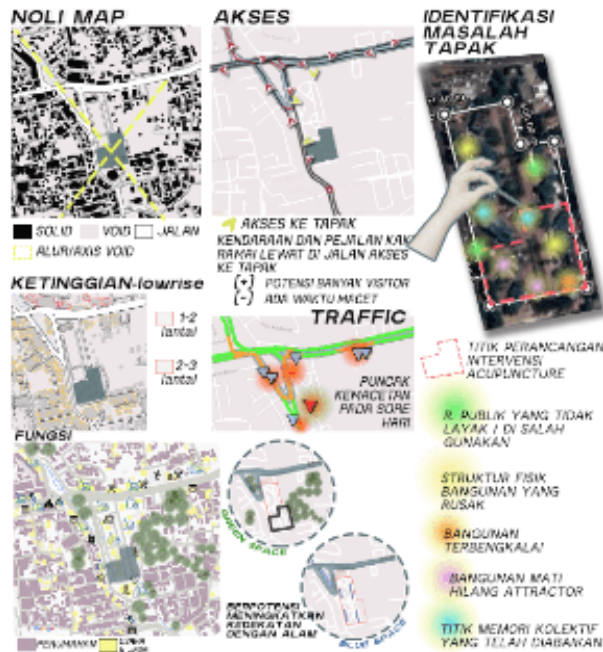 NOLI MAP
SOLID
VOID
JALAN
ALUR/AXIS VOID
AKSES
AKSES KE TAPAK
KENDARAAN DAN PEJALAN KAKI
RAMAI LEWAT DI JALAN AKSES
KE TAPAK
(+) POTENSI BANYAK VISITOR
(-) ADA WAKTU MACET
IDENTIFIKASI
MASALAH
TAPAK
KETINGGIAN-lowrise
1-2
lantai
2-3
lantai
TRAFFIC
PUNCAK
KEMACETAN
PADA SORE
HARI
TITIK PERANCANGAN
INTERVENSI
ACUPUNCTURE
R. PUBLIK YANG TIDAK
LAYAK / DI SALAH
GUNAKAN
STRUKTUR FISIK
BANGUNAN YANG
RUSAK
BANGUNAN
TERBENGKALAI
BANGUNAN MATI
HILANG ATTRACTOR
TITIK MEMORI KOLEKTIF
YANG TELAH DIABAIKAN
FUNGSI
PERUMAHAN
GREEN SPACE
BERPOTENSI
MENINGKATKAN
KEDEKATAN
DENGAN ALAM
BLUE SPACE